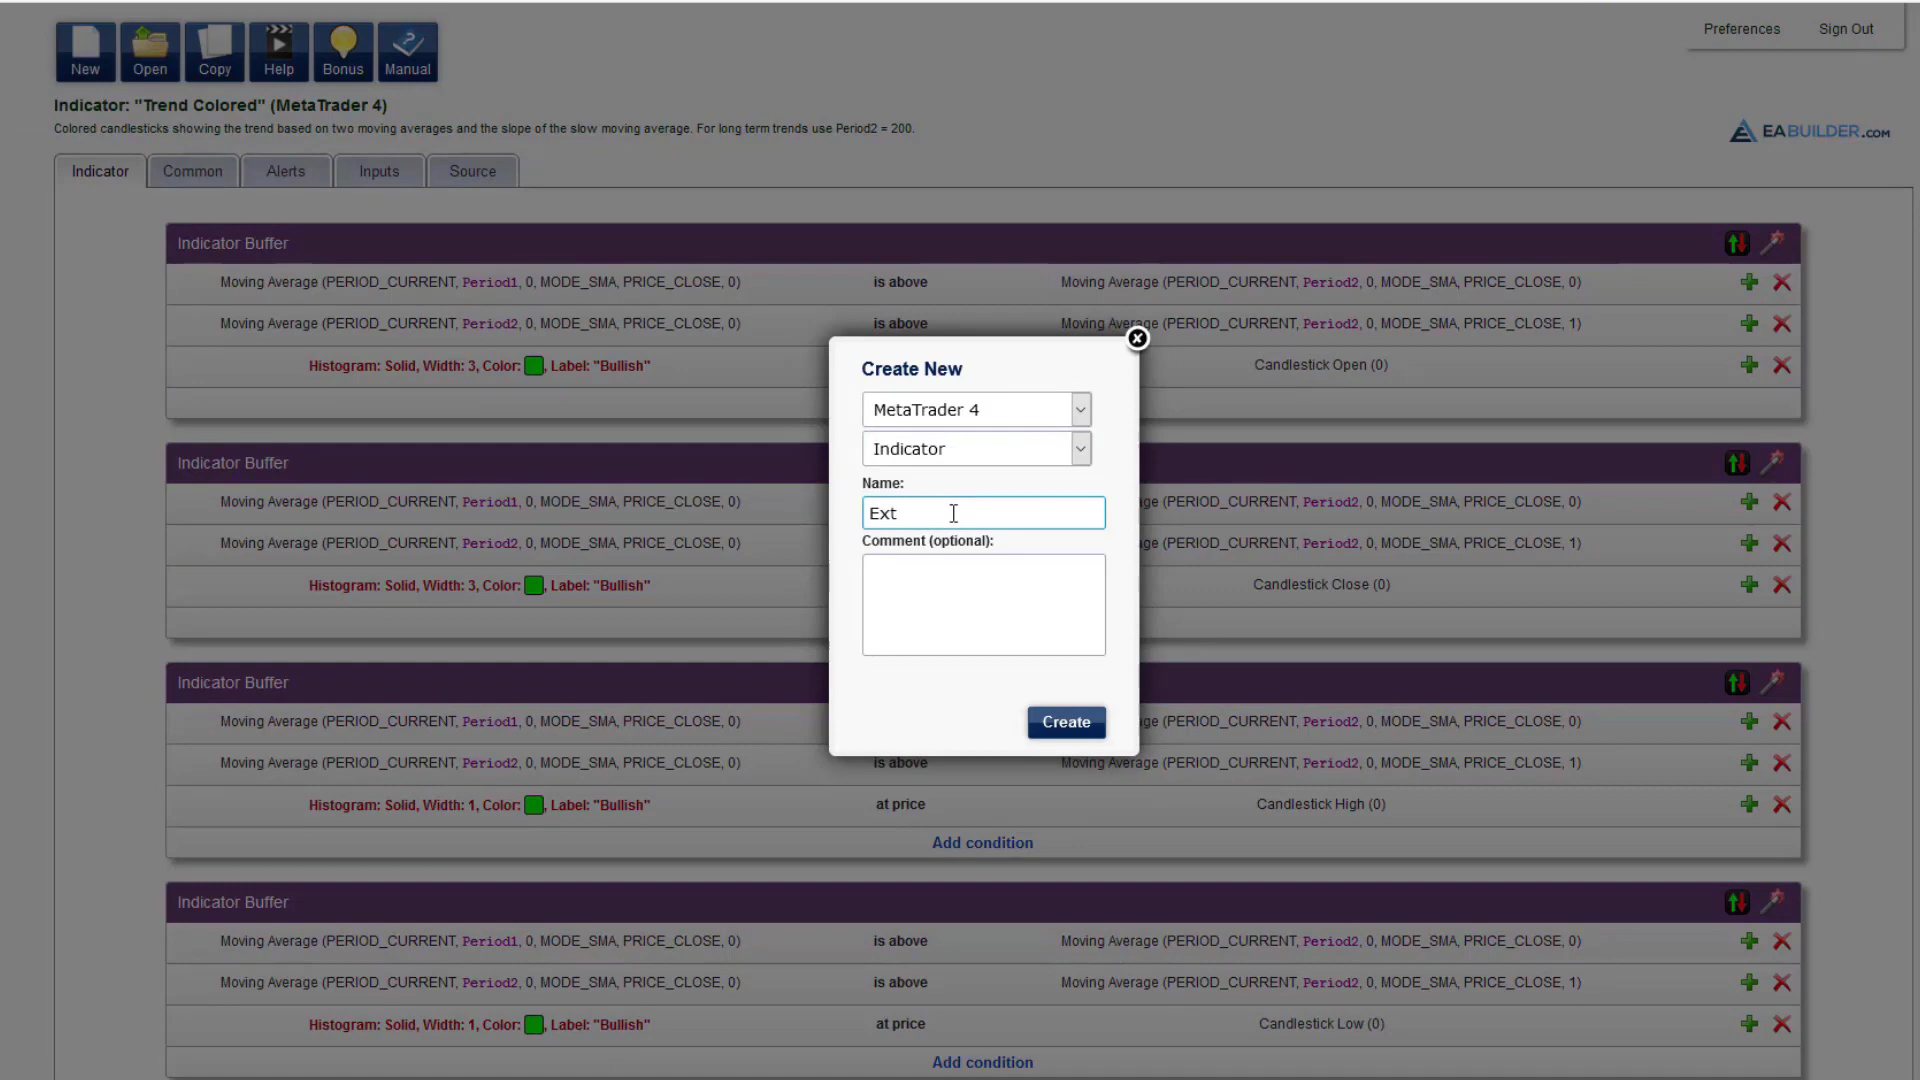 Preferences Sign Out
New Open Copy Help Bonus Manual
Indicator: "Trend Colored" (MetaTrader 4)
Colored candlesticks showing the trend based on two moving averages and the slope of the slow moving average. For long term trends use Period2 = 200.
EABUILDER.COM
Indicator Common Alerts Inputs Source
Indicator Buffer
Moving Average (PERIOD_CURRENT, Period1, 0, MODE_SMA, PRICE_CLOSE, 0) is above Moving Average (PERIOD_CURRENT, Period2, 0, MODE_SMA, PRICE_CLOSE, 0)
Moving Average (PERIOD_CURRENT, Period2, 0, MODE_SMA, PRICE_CLOSE, 0) is above Moving Average (PERIOD_CURRENT, Period2, 0, MODE_SMA, PRICE_CLOSE, 1)
Histogram: Solid, Width: 3, Color: , Label: "Bullish" Candlestick Open (0)
Indicator Buffer
Moving Average (PERIOD_CURRENT, Period1, 0, MODE_SMA, PRICE_CLOSE, 0) ge (PERIOD_CURRENT, Period2, 0, MODE_SMA, PRICE_CLOSE, 0)
Moving Average (PERIOD_CURRENT, Period2, 0, MODE_SMA, PRICE_CLOSE, 0) ge (PERIOD_CURRENT, Period2, 0, MODE_SMA, PRICE_CLOSE, 1)
Histogram: Solid, Width: 3, Color: , Label: "Bullish" Candlestick Close (0)
Indicator Buffer
Moving Average (PERIOD_CURRENT, Period1, 0, MODE_SMA, PRICE_CLOSE, 0) ge (PERIOD_CURRENT, Period2, 0, MODE_SMA, PRICE_CLOSE, 0)
Moving Average (PERIOD_CURRENT, Period2, 0, MODE_SMA, PRICE_CLOSE, 0) is above Moving Average (PERIOD_CURRENT, Period2, 0, MODE_SMA, PRICE_CLOSE, 1)
Histogram: Solid, Width: 1, Color: , Label: "Bullish" at price Candlestick High (0)
Add condition
Indicator Buffer
Moving Average (PERIOD_CURRENT, Period1, 0, MODE_SMA, PRICE_CLOSE, 0) is above Moving Average (PERIOD_CURRENT, Period2, 0, MODE_SMA, PRICE_CLOSE, 0)
Moving Average (PERIOD_CURRENT, Period2, 0, MODE_SMA, PRICE_CLOSE, 0) is above Moving Average (PERIOD_CURRENT, Period2, 0, MODE_SMA, PRICE_CLOSE, 1)
Histogram: Solid, Width: 1, Color: , Label: "Bullish" at price Candlestick Low (0)
Add condition
Create New
MetaTrader 4
Indicator
Name:
Ext
Comment (optional):
Create